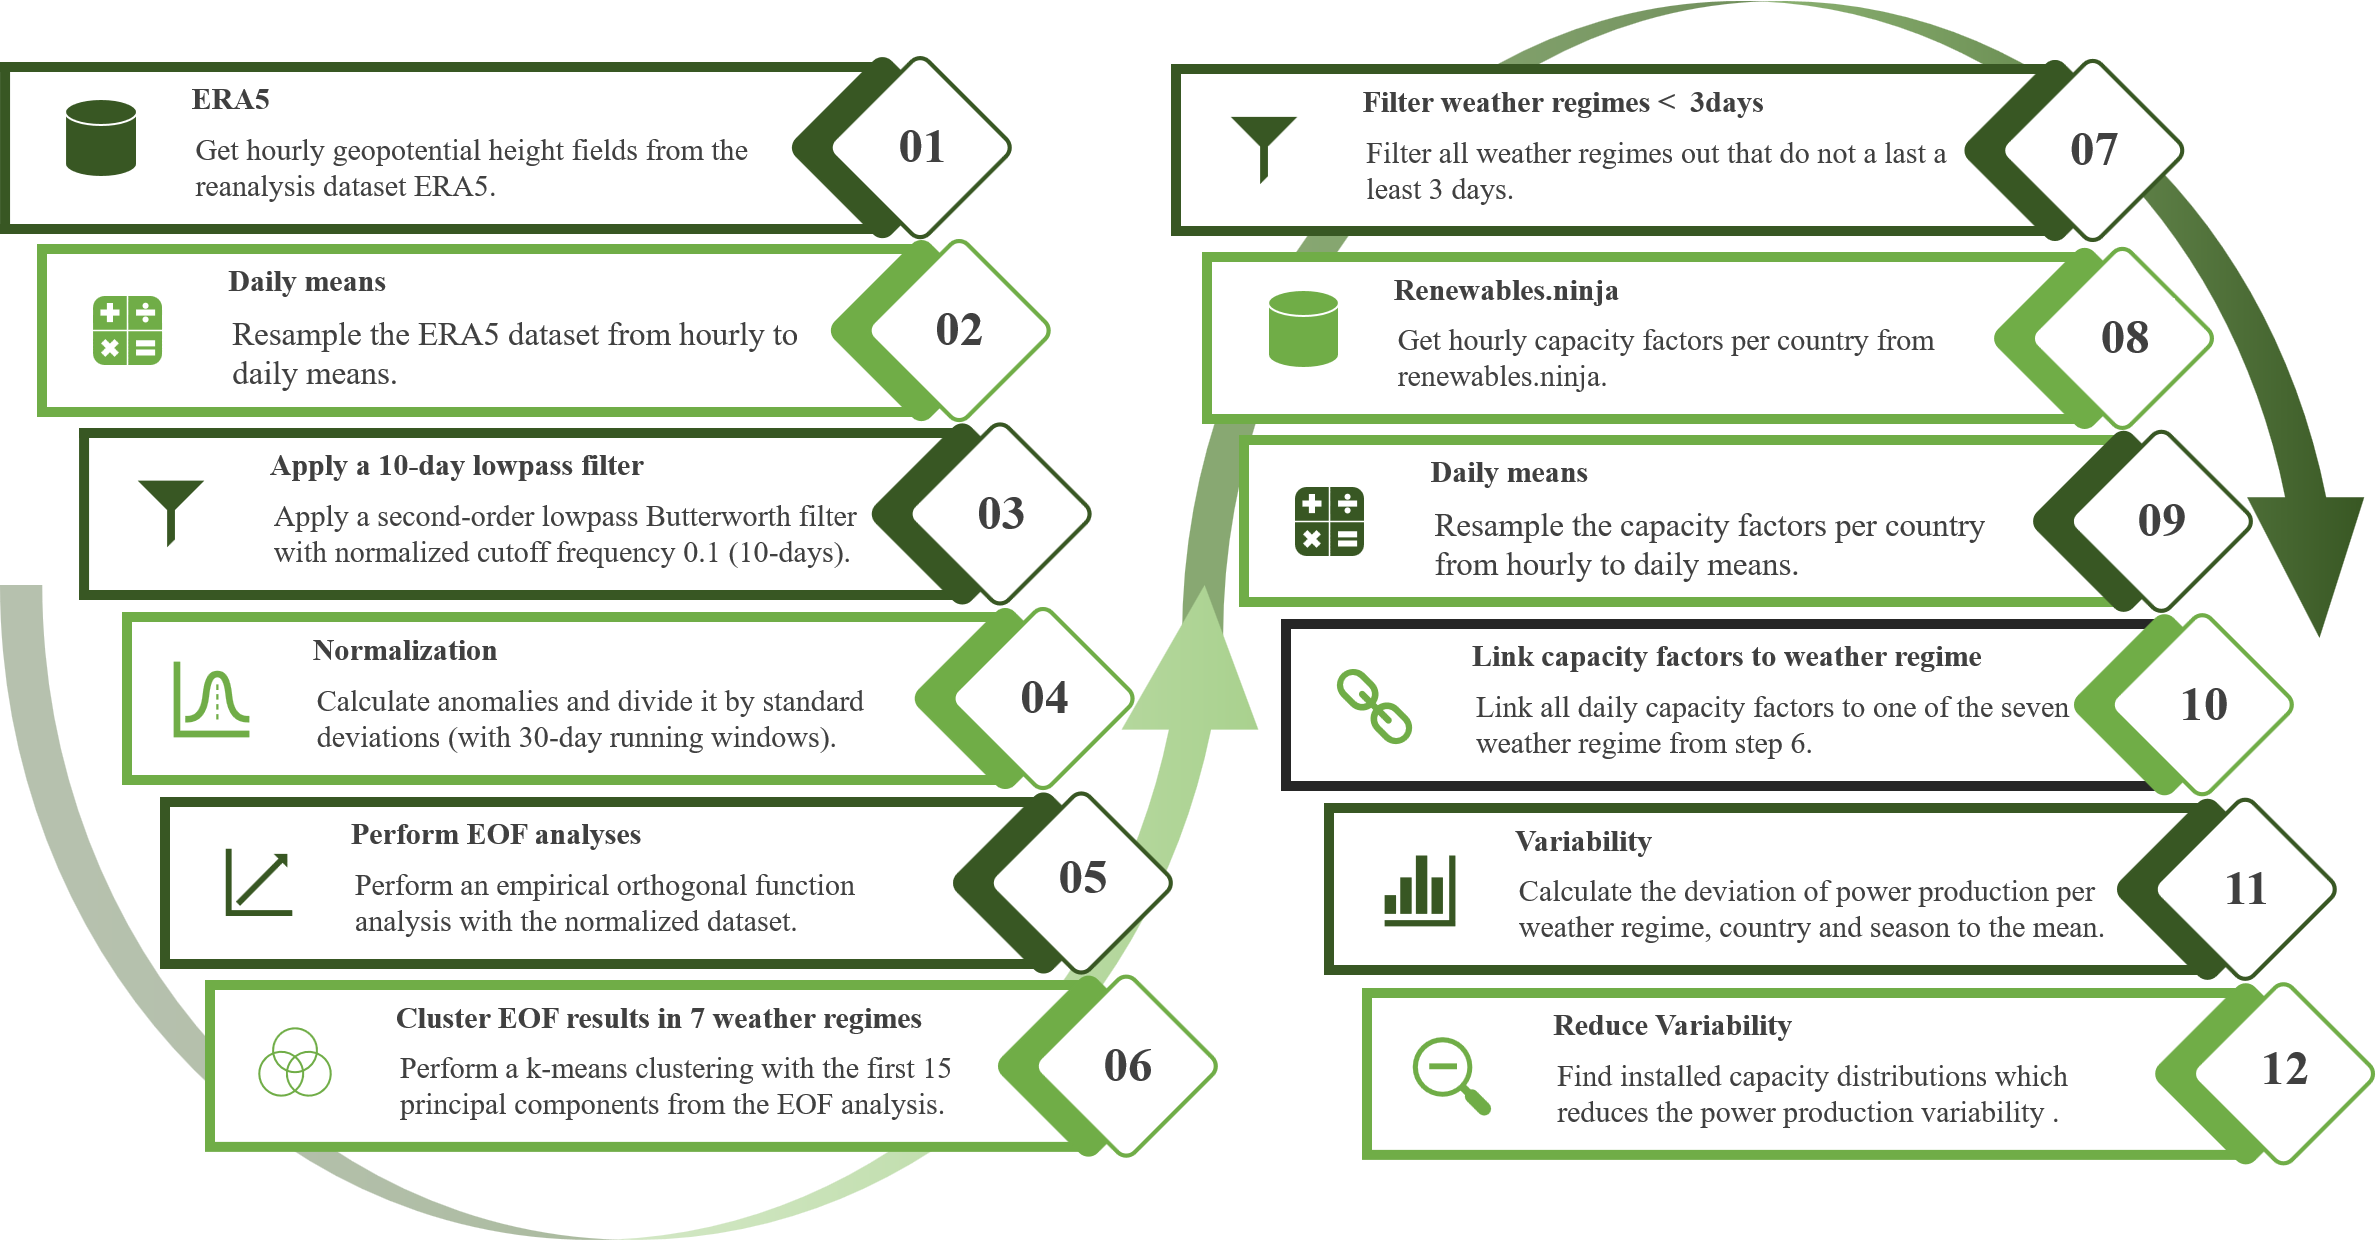 ERA5
Get hourly geopotential height fields from the
reanalysis dataset ERA5.
01
Daily means
Resample the ERA5 dataset from hourly to
daily means.
02
Apply a 10-day lowpass filter
Apply a second-order lowpass Butterworth filter
with normalized cutoff frequency 0.1 (10-days).
03
Normalization
Calculate anomalies and divide it by standard
deviations (with 30-day running windows).
04
Perform EOF analyses
Perform an empirical orthogonal function
analysis with the normalized dataset.
05
Cluster EOF results in 7 weather regimes
Perform a k-means clustering with the first 15
principal components from the EOF analysis.
06
Filter weather regimes < 3days
Filter all weather regimes out that do not a last a
least 3 days.
07
Renewables.ninja
Get hourly capacity factors per country from
renewables.ninja.
08
Daily means
Resample the capacity factors per country
from hourly to daily means.
09
Link capacity factors to weather regime
Link all daily capacity factors to one of the seven
weather regime from step 6.
10
Variability
Calculate the deviation of power production per
weather regime, country and season to the mean.
11
Reduce Variability
Find installed capacity distributions which
reduces the power production variability .
12